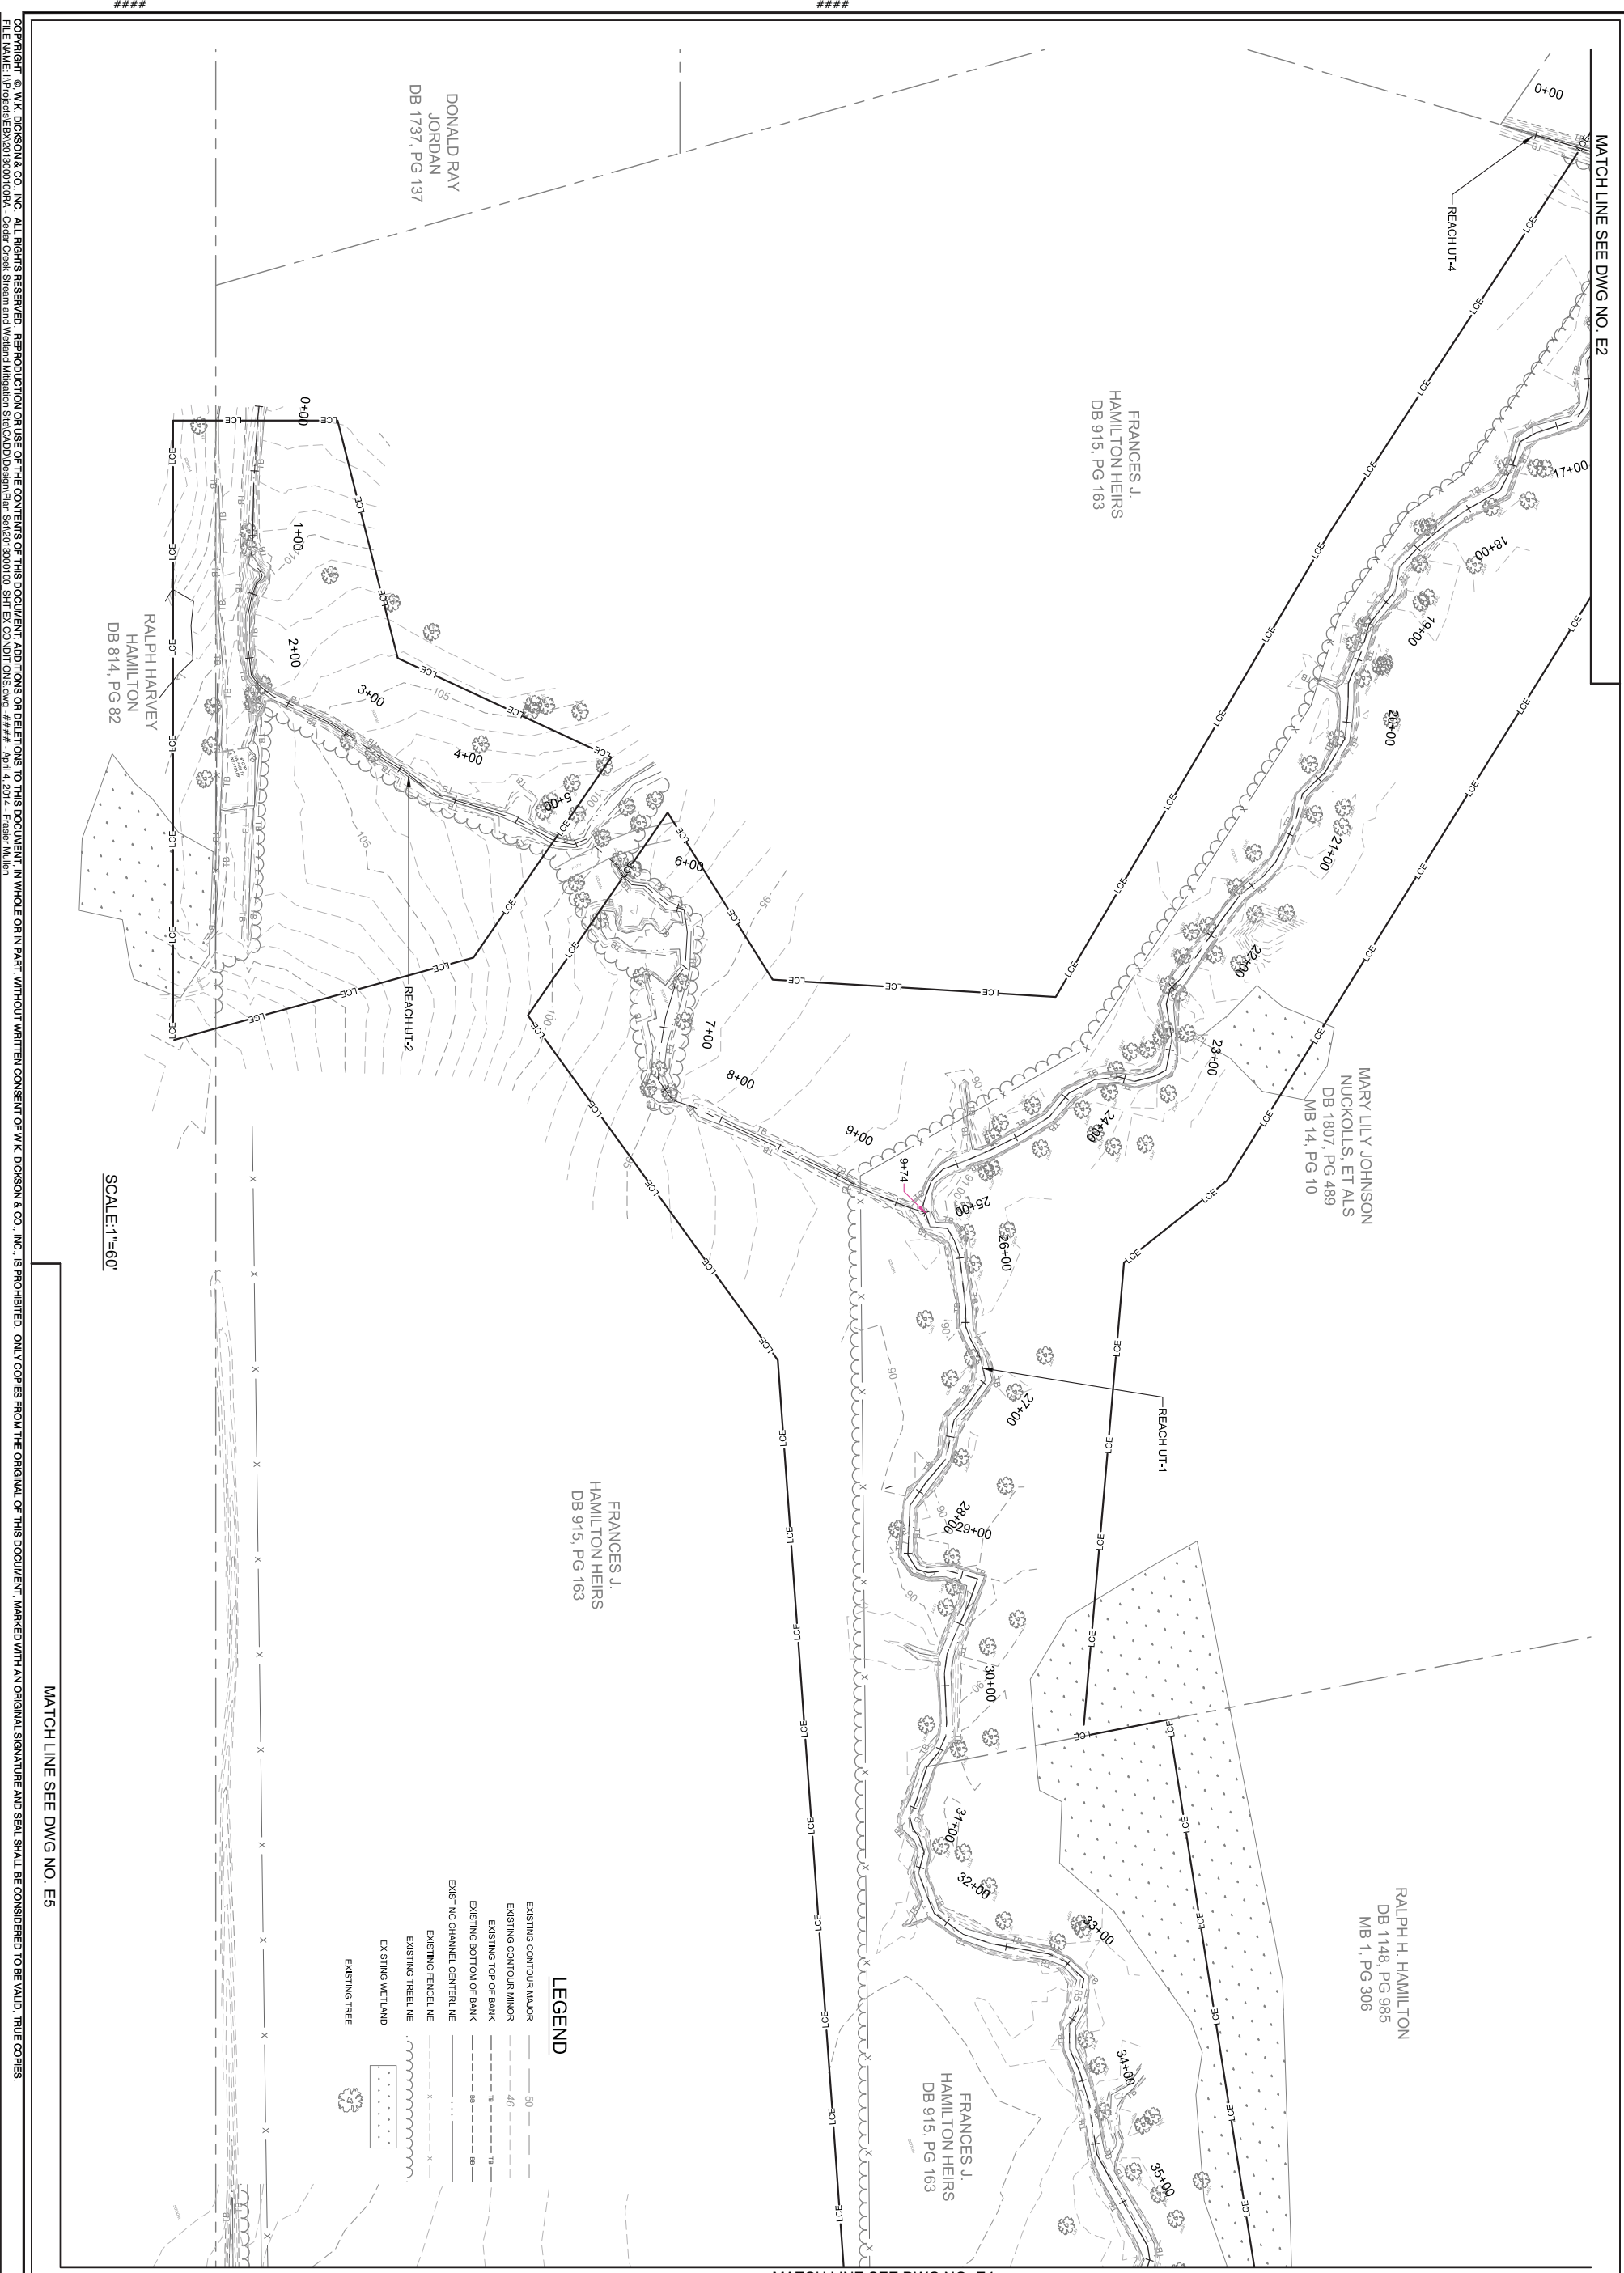 MATCH LINE SEE DWG NO. E2
0+00
REACH UT-4
17+00
18+00
19+00
20+00
21+00
22+00
23+00
24+00
25+00
26+00
27+00
28+00
29+00
30+00
31+00
32+00
33+00
34+00
35+00
MARY LILY JOHNSON
NUCKOLLS, ET ALS
DB 1807, PG 489
MB 14, PG 10
RALPH H. HAMILTON
DB 1148, PG 985
MB 1, PG 306
REACH UT-1
FRANCES J.
HAMILTON HEIRS
DB 915, PG 163
DONALD RAY
JORDAN
DB 1737, PG 137
0+00
1+00
2+00
3+00
4+00
5+00
6+00
7+00
8+00
9+00
9+74
REACH UT-2
RALPH HARVEY
HAMILTON
DB 814, PG 82
FRANCES J.
HAMILTON HEIRS
DB 915, PG 163
FRANCES J.
HAMILTON HEIRS
DB 915, PG 163
LEGEND
EXISTING CONTOUR MAJOR 50
EXISTING CONTOUR MINOR 46
EXISTING TOP OF BANK TB TB
EXISTING BOTTOM OF BANK BB BB
EXISTING CHANNEL CENTERLINE
EXISTING FENCELINE X X
EXISTING TREELINE
EXISTING WETLAND
EXISTING TREE
SCALE:1"=60'
MATCH LINE SEE DWG NO. E5
COPYRIGHT ©, W.K. DICKSON & CO., INC. ALL RIGHTS RESERVED. REPRODUCTION OR USE OF THE CONTENTS OF THIS DOCUMENT; ADDITIONS OR DELETIONS TO THIS DOCUMENT, IN WHOLE OR IN PART, WITHOUT WRITTEN CONSENT OF W.K. DICKSON & CO., INC., IS PROHIBITED. ONLY COPIES FROM THE ORIGINAL OF THIS DOCUMENT, MARKED WITH AN ORIGINAL SIGNATURE AND SEAL SHALL BE CONSIDERED TO BE VALID, TRUE COPIES.
####
####